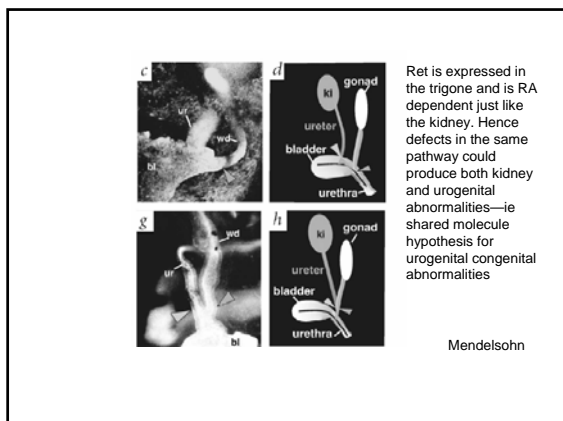 c
ur
wd
bl
d
gonad
ki
ureter
bladder
urethra
g
wd
ur
bl
h
gonad
ki
ureter
bladder
urethra
Ret is expressed in
the trigone and is RA
dependent just like
the kidney. Hence
defects in the same
pathway could
produce both kidney
and urogenital
abnormalities—ie
shared molecule
hypothesis for
urogenital congenital
abnormalities
Mendelsohn